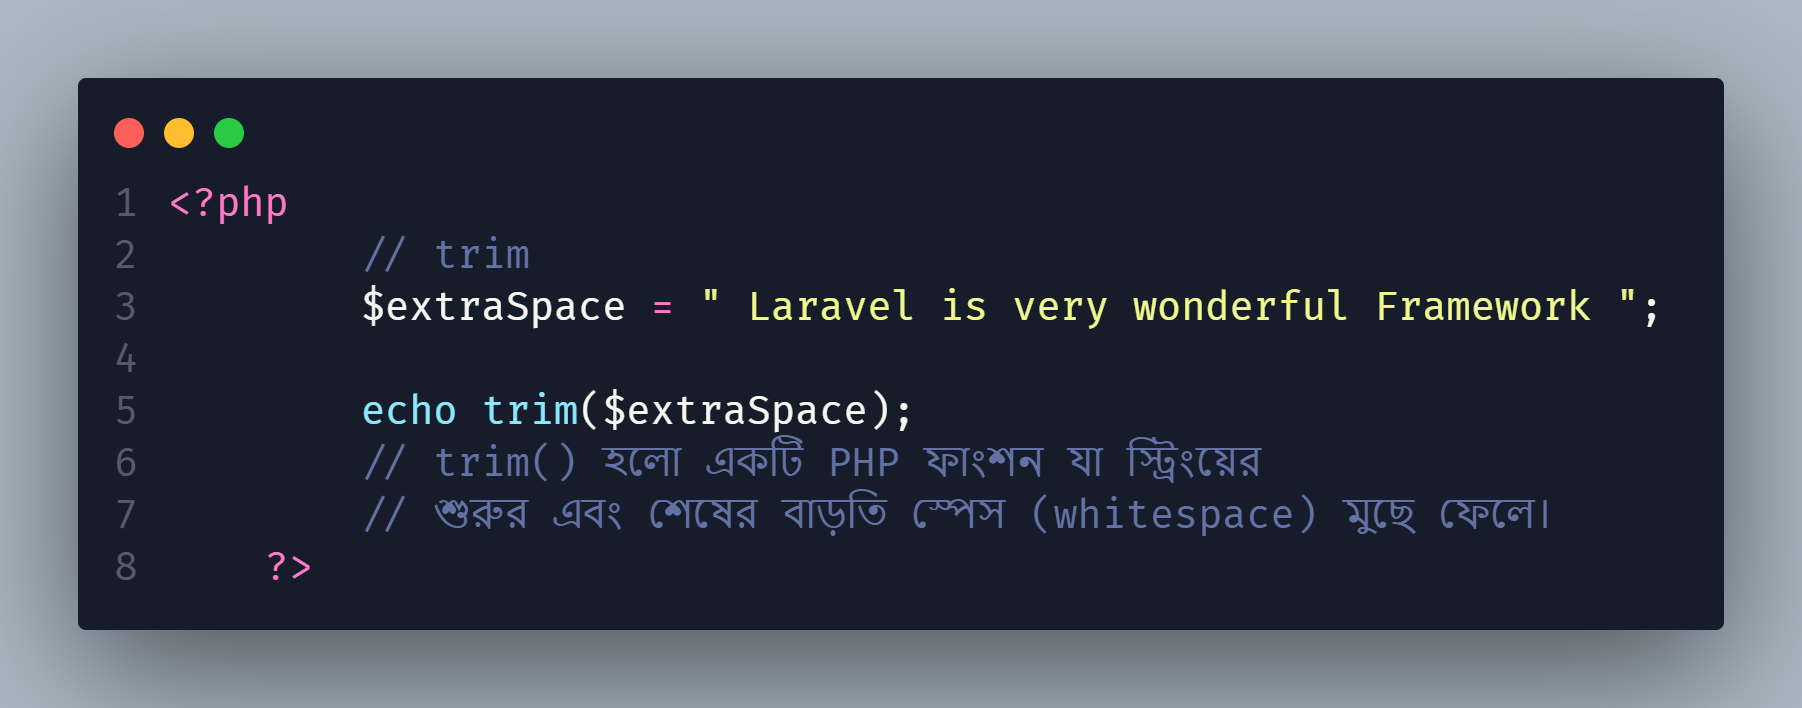 1 <?php
2 // trim
3 $extraSpace = " Laravel is very wonderful Framework ";
4
5 echo trim($extraSpace);
6 // trim() হলো একটি PHP ফাংশন যা স্ট্রিংয়ের
7 // শুরুর এবং শেষের বাড়তি স্পেস (whitespace) মুছে ফেলে।
8 ?>